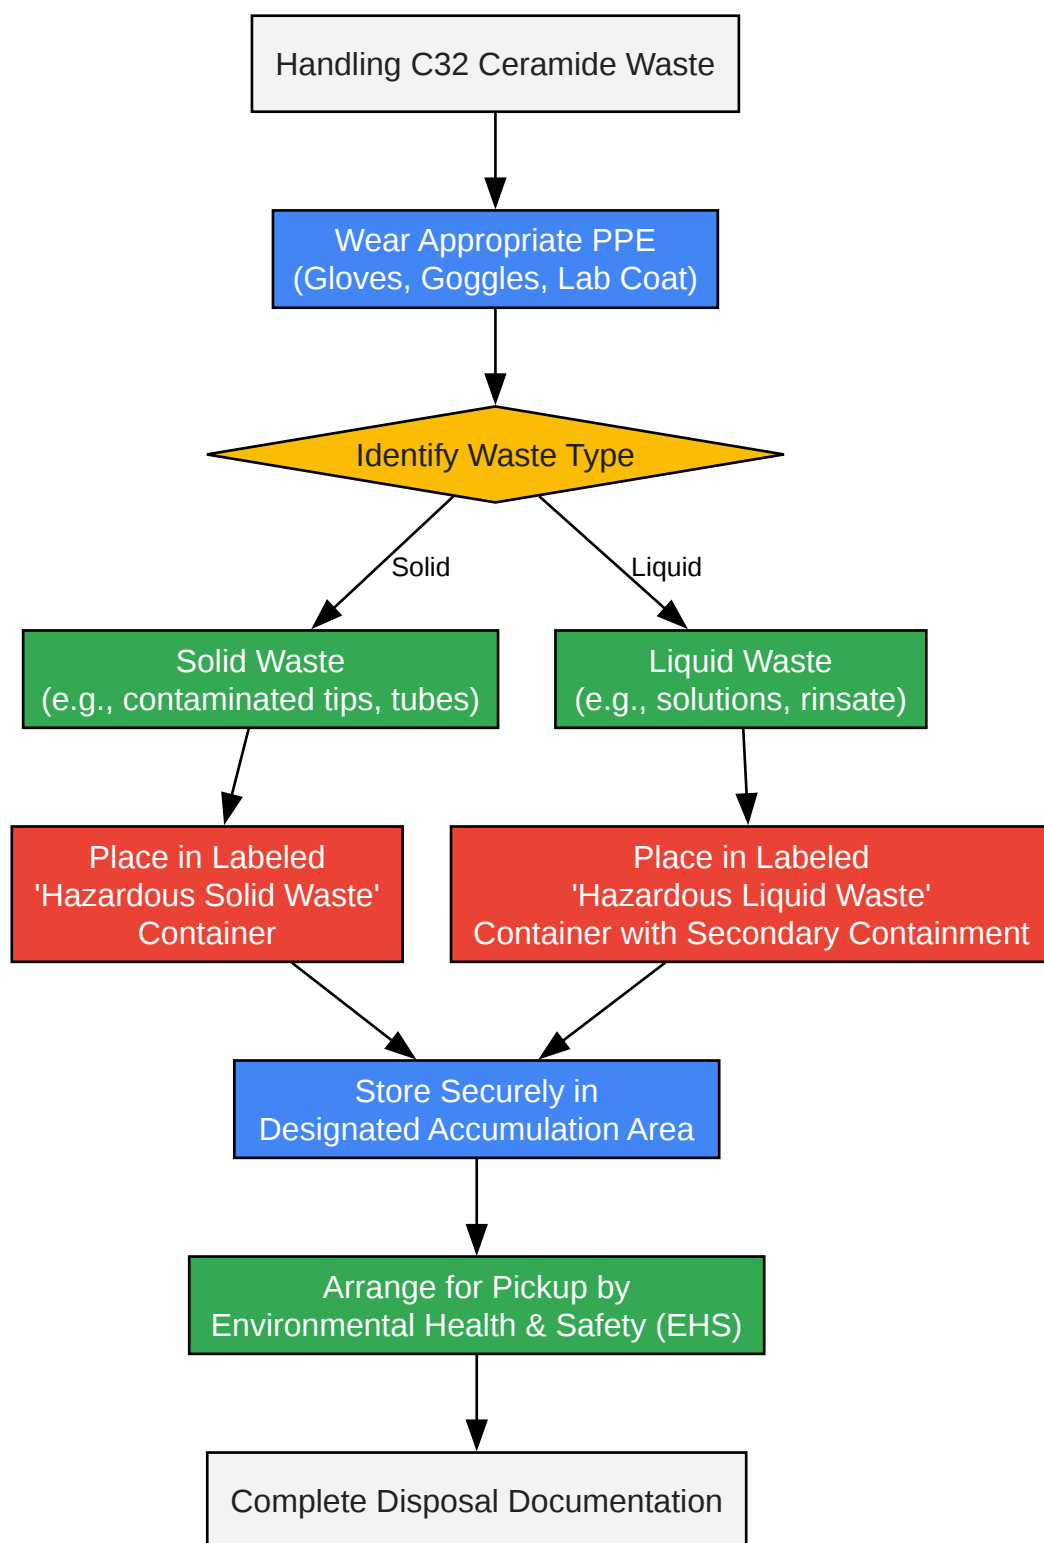 Handling C32 Ceramide Waste
Wear Appropriate PPE
(Gloves, Goggles, Lab Coat)
Identify Waste Type
Solid
Liquid
Solid Waste
(e.g., contaminated tips, tubes)
Liquid Waste
(e.g., solutions, rinsate)
Place in Labeled
'Hazardous Solid Waste'
Container
Place in Labeled
'Hazardous Liquid Waste'
Container with Secondary Containment
Store Securely in
Designated Accumulation Area
Arrange for Pickup by
Environmental Health & Safety (EHS)
Complete Disposal Documentation